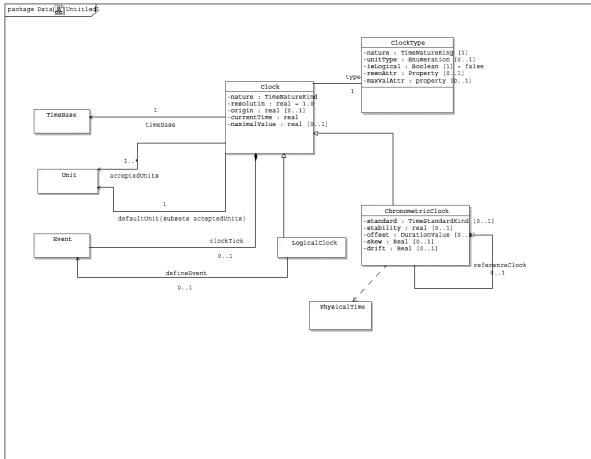 package Data[Untitled1
ClockType
-nature : TimeNatureKing [1]
-unitType : Enumeration [0..1]
-isLogical : Boolean [1] = false
-resoAttr : Property [0..1]
-maxValAttr : property [0..1]
type
1
Clock
-nature : TimeNatureKind
-resolutin : real = 1.0
-origin : real [0..1]
-currentTime : real
-maximalValue : real [0..1]
TimeBase
1
timeBase
1..*
acceptedUnits
Unit
1
defaultUnit{subsets acceptedUnits}
Event
clockTick
0..1
LogicalClock
defineEvent
0..1
ChronometricClock
-standard : TimeStandardKind [0..1]
-stability : real [0..1]
-offset : DurationValue [0..1]
-skew : Real [0..1]
-drift : Real [0..1]
referenceClock
0..1
PhysicalTime